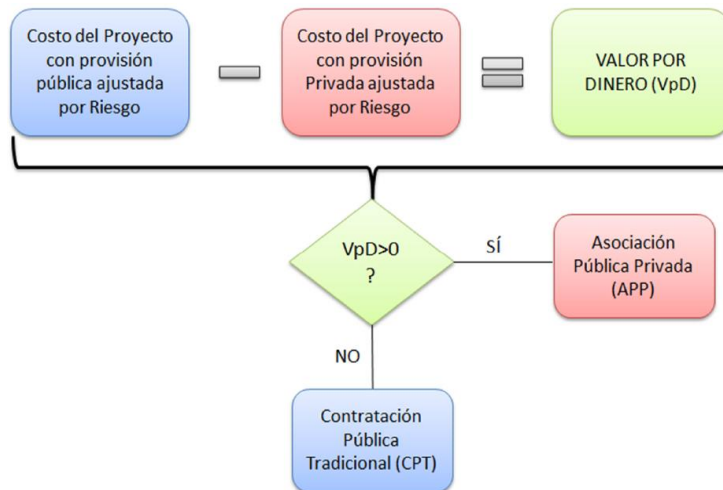 Costo del Proyecto
con provisión
pública ajustada
por Riesgo
Costo del Proyecto
con provisión
Privada ajustada
por Riesgo
VALOR POR
DINERO (VpD)
VpD>0
?
SÍ
Asociación
Pública Privada
(APP)
NO
Contratación
Pública
Tradicional (CPT)